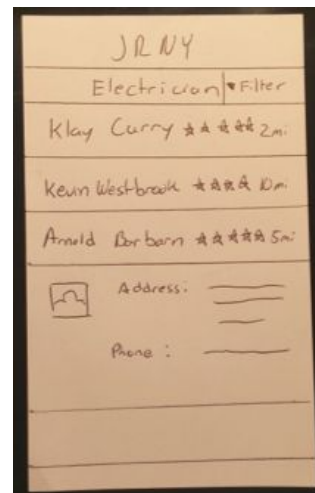 JRNY
Electrician ▾ Filter
Klay Curry ☆☆☆☆☆ 2mi
Kevin Westbrook ☆☆☆☆ 10mi
Arnold Barbarn ☆☆☆☆☆ 5mi
Address:
Phone :